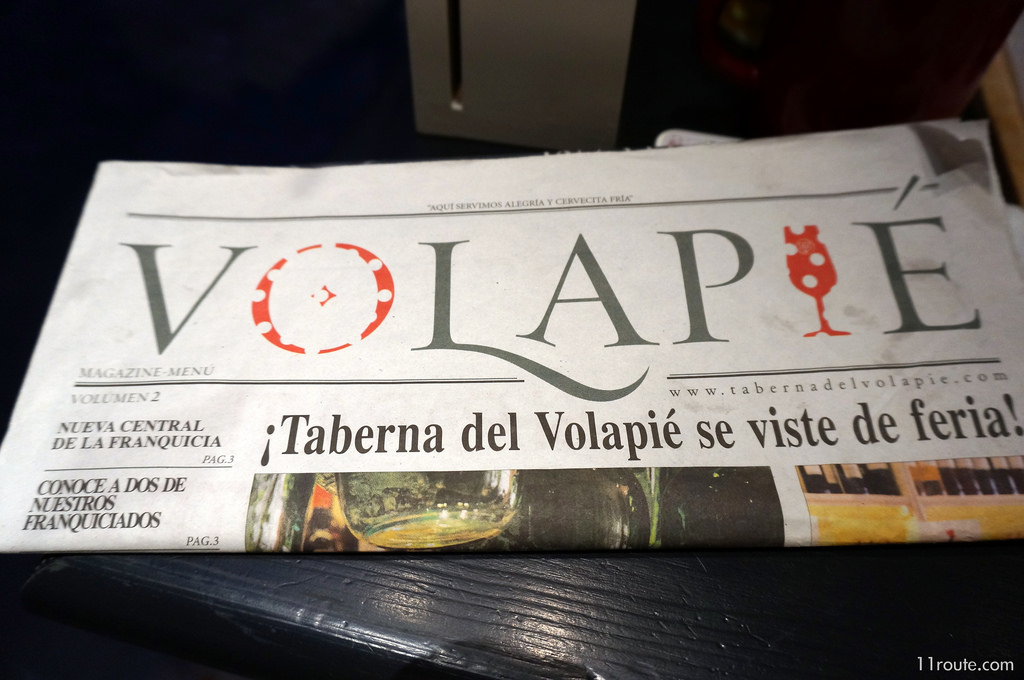 "AQUÍ SERVIMOS ALEGRÍA Y CERVECITA FRÍA"
VOLAPIÉ
MAGAZINE-MENÚ
VOLUMEN 2
www.tabernadelvolapie.com
NUEVA CENTRAL
DE LA FRANQUICIA
PAG.3
CONOCE A DOS DE
NUESTROS
FRANQUICIADOS
PAG.3
¡Taberna del Volapié se viste de feria!
11route.com